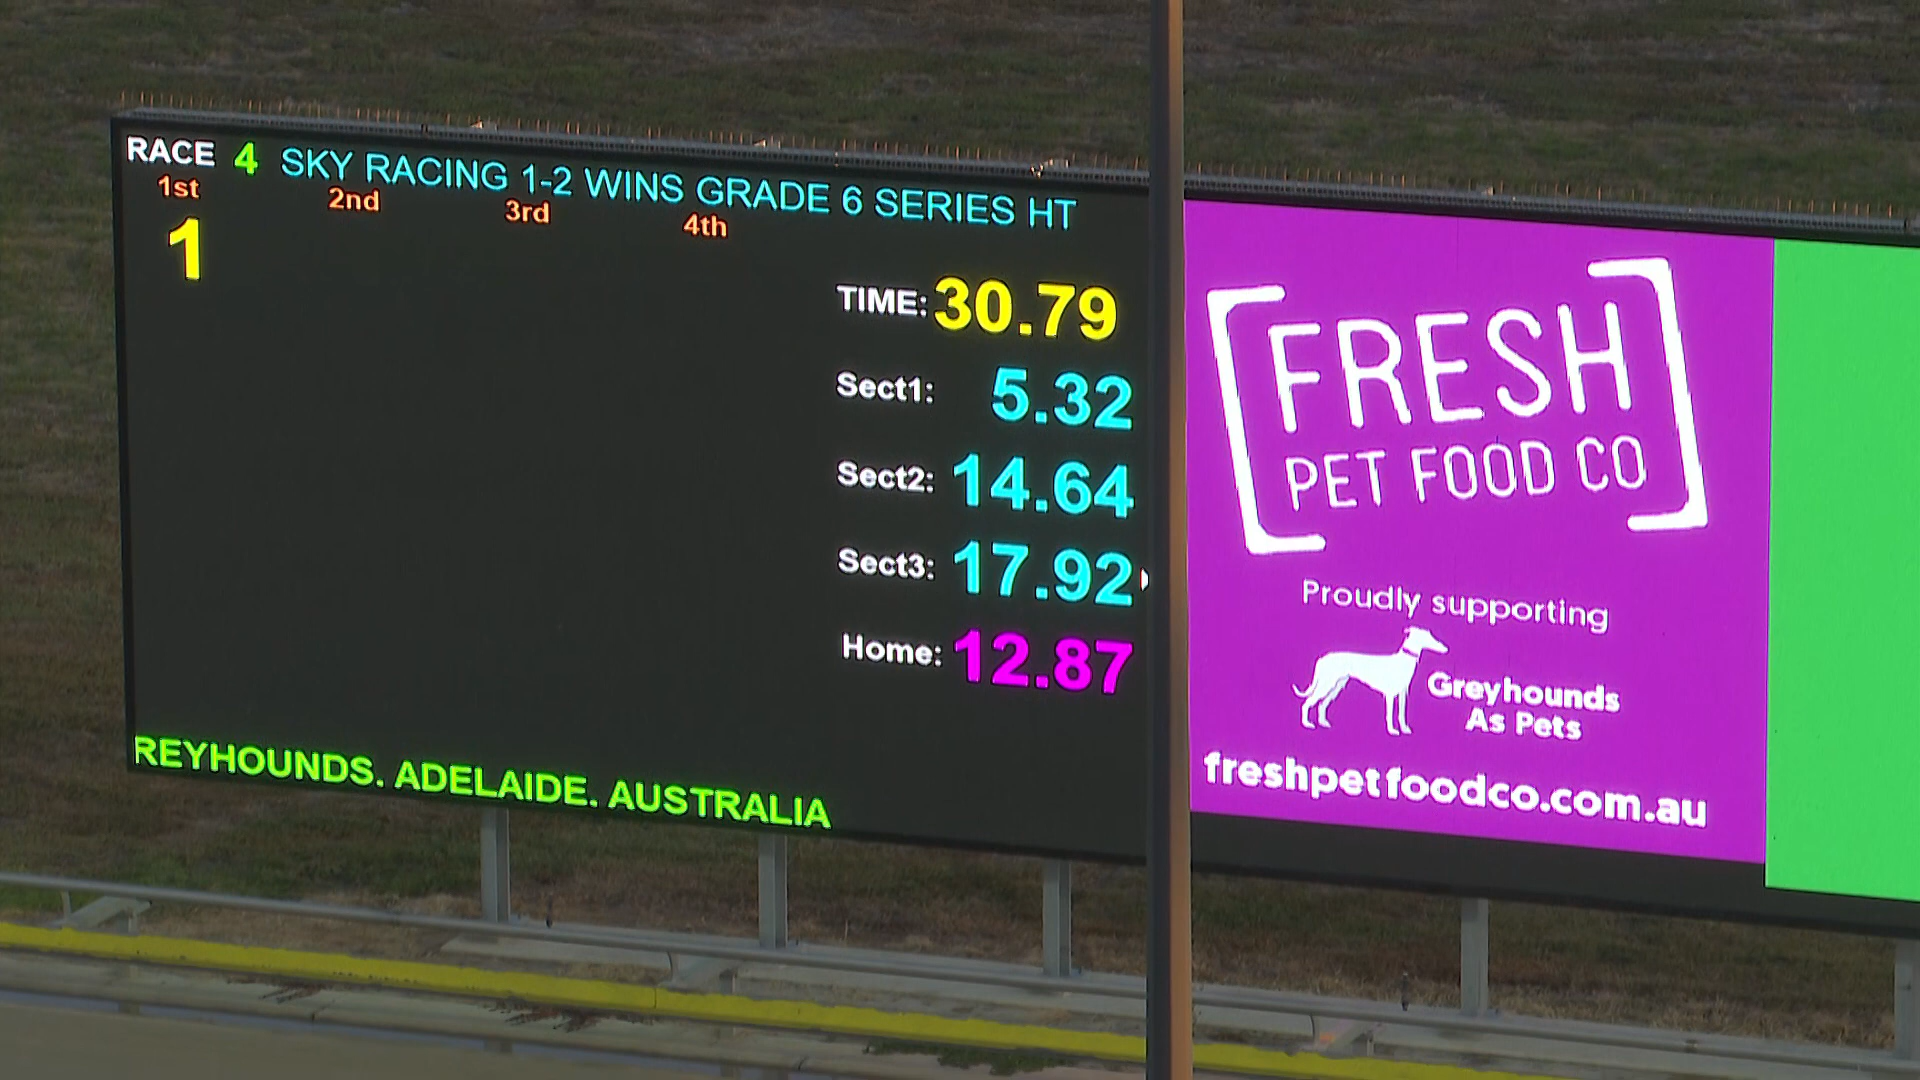 RACE 4 SKY RACING 1-2 WINS GRADE 6 SERIES HT
1st 2nd 3rd 4th
1
TIME: 30.79
Sect1: 5.32
Sect2: 14.64
Sect3: 17.92
Home: 12.87
REYHOUNDS. ADELAIDE. AUSTRALIA
FRESH
PET FOOD CO
Proudly supporting
Greyhounds
As Pets
freshpetfoodco.com.au